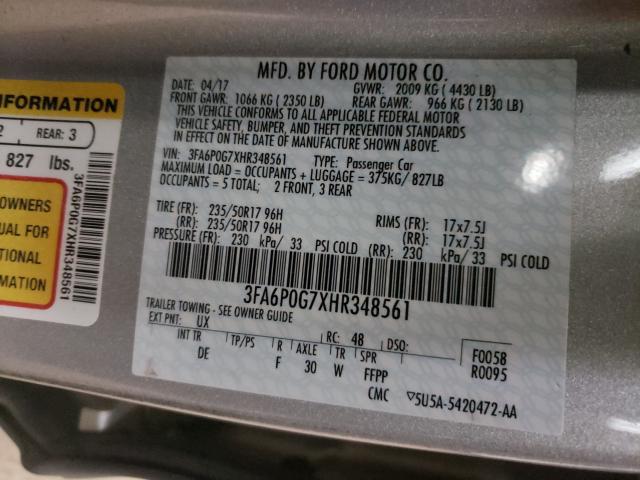 NFORMATION
2 REAR: 3
827 lbs.
OWNERS
UAL FOR
TIONAL
MATION
3FA6P0G7XHR348561
MFD. BY FORD MOTOR CO.
DATE: 04/17 GVWR: 2009 KG ( 4430 LB)
FRONT GAWR: 1066 KG ( 2350 LB) REAR GAWR: 966 KG ( 2130 LB)
THIS VEHICLE CONFORMS TO ALL APPLICABLE FEDERAL MOTOR
VEHICLE SAFETY, BUMPER, AND THEFT PREVENTION STANDARDS
IN EFFECT ON THE DATE OF MANUFACTURE SHOWN ABOVE.
VIN: 3FA6P0G7XHR348561 TYPE: Passenger Car
MAXIMUM LOAD = OCCUPANTS + LUGGAGE = 375KG/ 827LB
OCCUPANTS = 5 TOTAL; 2 FRONT, 3 REAR
TIRE (FR): 235/50R17 96H RIMS (FR): 17x7.5J
(RR): 235/50R17 96H (RR): 17x7.5J
PRESSURE (FR): 230 kPa/ 33 PSI COLD (RR): 230 kPa/ 33 PSI COLD
3FA6P0G7XHR348561
TRAILER TOWING - SEE OWNER GUIDE
EXT PNT: UX RC: 48 DSO: F0058
INT TR TP/PS R AXLE TR SPR R0095
DE F 30 W FFPP
CMC ▽5U5A-5420472-AA